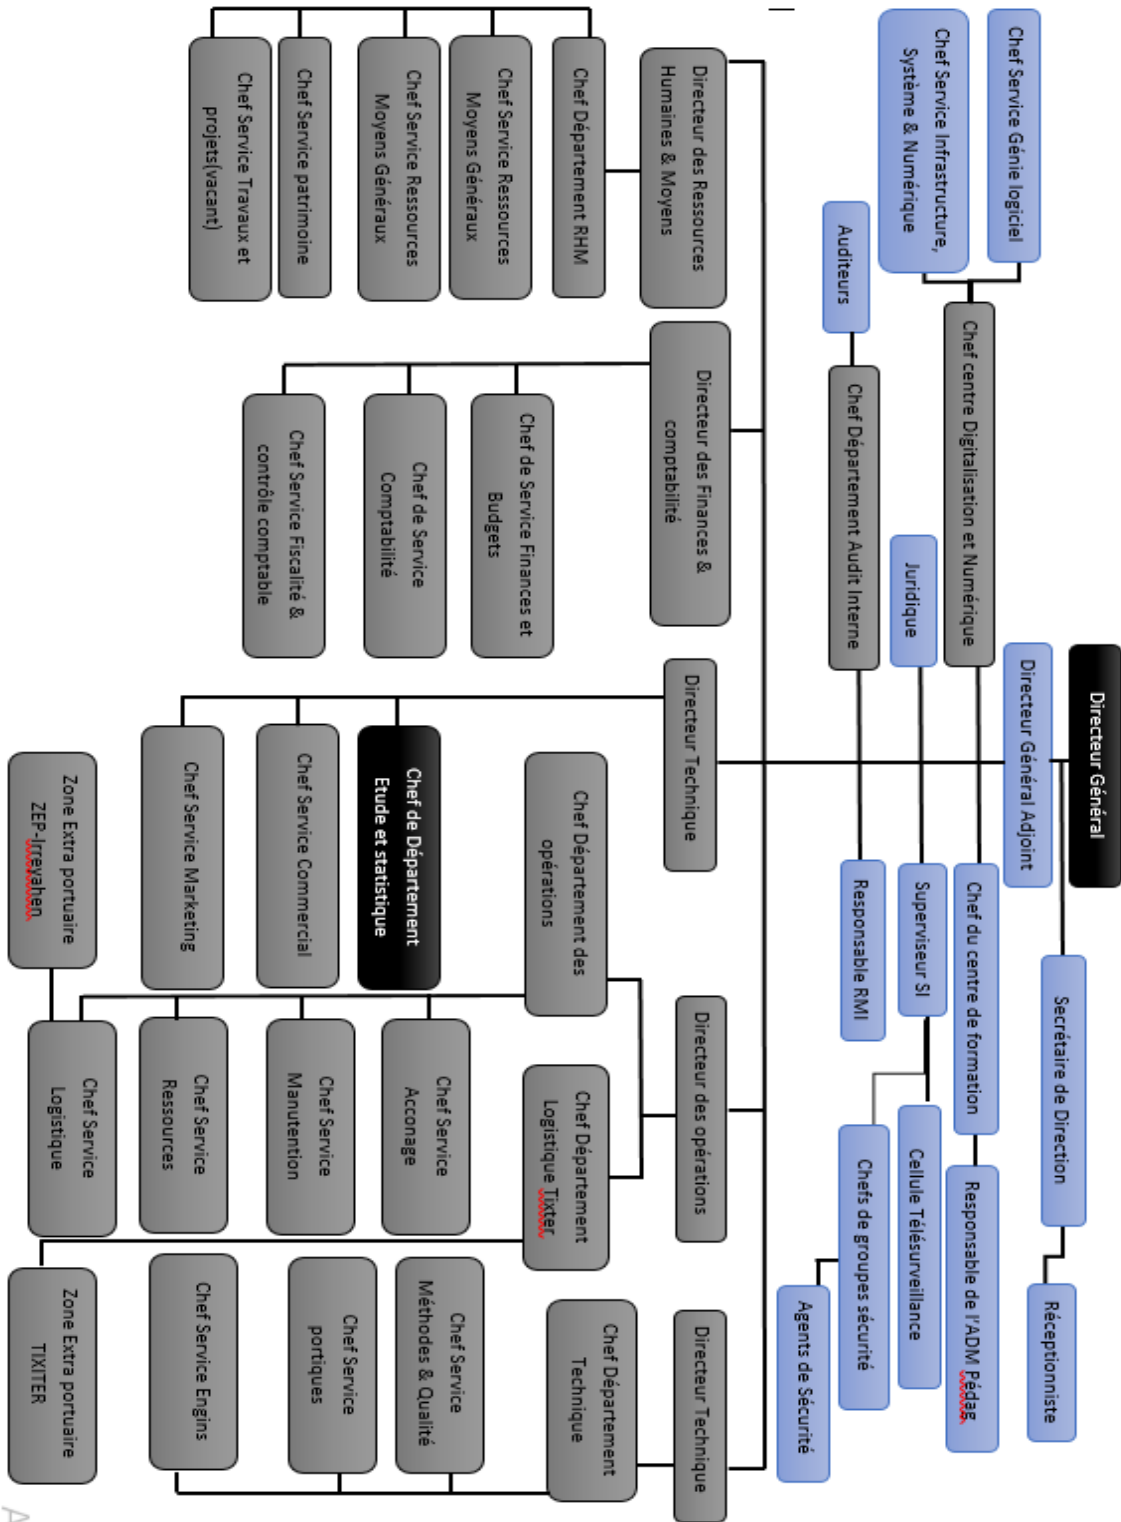 Directeur Général
Directeur Général Adjoint
Secrétaire de Direction
Réceptionniste
Chef Service Génie logiciel
Chef Service Infrastructure,
Système & Numérique
Chef centre Digitalisation et Numérique
Chef du centre de formation
Responsable de l'ADM Pédag
Juridique
Superviseur SI
Cellule Télésurveillance
Chefs de groupes sécurité
Agents de Sécurité
Auditeurs
Chef Département Audit Interne
Responsable RMI
Directeur des Ressources
Humaines & Moyens
Directeur des Finances &
comptabilité
Directeur Technique
Directeur des opérations
Directeur Technique
Chef Département RHM
Chef Service Ressources
Moyens Généraux
Chef Service Ressources
Moyens Généraux
Chef Service patrimoine
Chef Service Travaux et
projets(vacant)
Chef de Service Finances et
Budgets
Chef de Service
Comptabilité
Chef Service Fiscalité &
contrôle comptable
Chef de Département
Etude et statistique
Chef Service Commercial
Chef Service Marketing
Chef Département des
opérations
Chef Département
Logistique Tixter
Chef Service
Acconage
Chef Service
Manutention
Chef Service
Ressources
Chef Service
Logistique
Zone Extra portuaire
ZEP-Irreyahen
Zone Extra portuaire
TIXITER
Chef Département
Technique
Chef Service
Méthodes & Qualité
Chef Service
portiques
Chef Service Engins
A